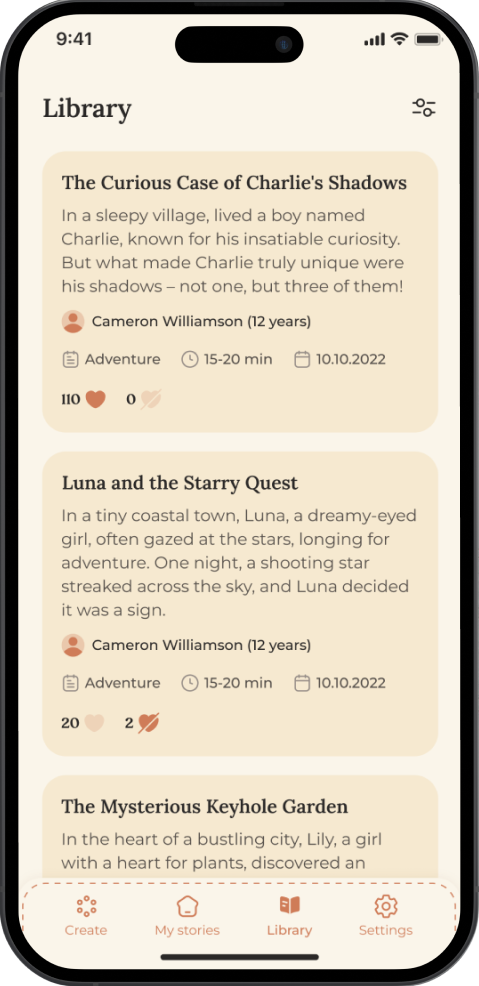 9:41
Library
The Curious Case of Charlie's Shadows
In a sleepy village, lived a boy named
Charlie, known for his insatiable curiosity.
But what made Charlie truly unique were
his shadows – not one, but three of them!
Cameron Williamson (12 years)
Adventure 15-20 min 10.10.2022
110 0
Luna and the Starry Quest
In a tiny coastal town, Luna, a dreamy-eyed
girl, often gazed at the stars, longing for
adventure. One night, a shooting star
streaked across the sky, and Luna decided
it was a sign.
Cameron Williamson (12 years)
Adventure 15-20 min 10.10.2022
20 2
The Mysterious Keyhole Garden
In the heart of a bustling city, Lily, a girl
with a heart for plants, discovered an
Create My stories Library Settings